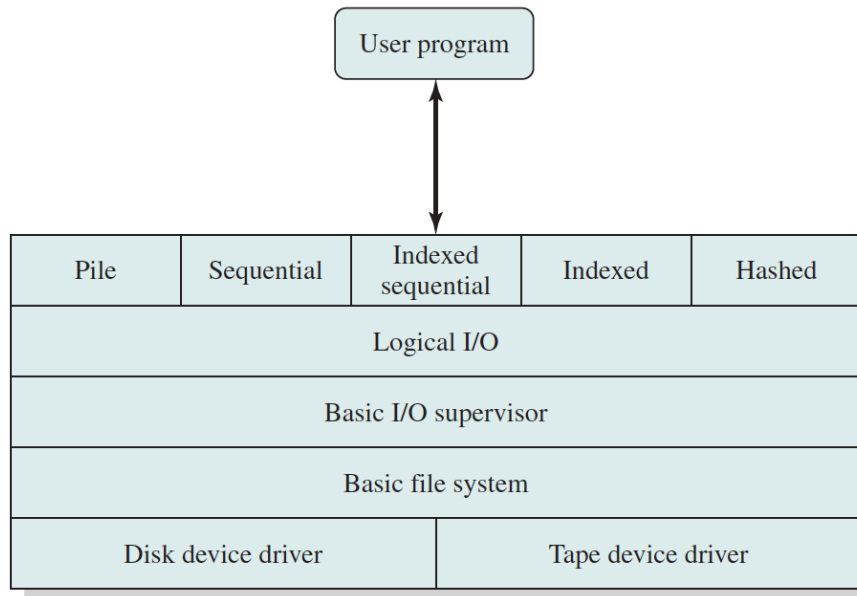 User program
Pile
Sequential
Indexed
sequential
Indexed
Hashed
Logical I/O
Basic I/O supervisor
Basic file system
Disk device driver
Tape device driver